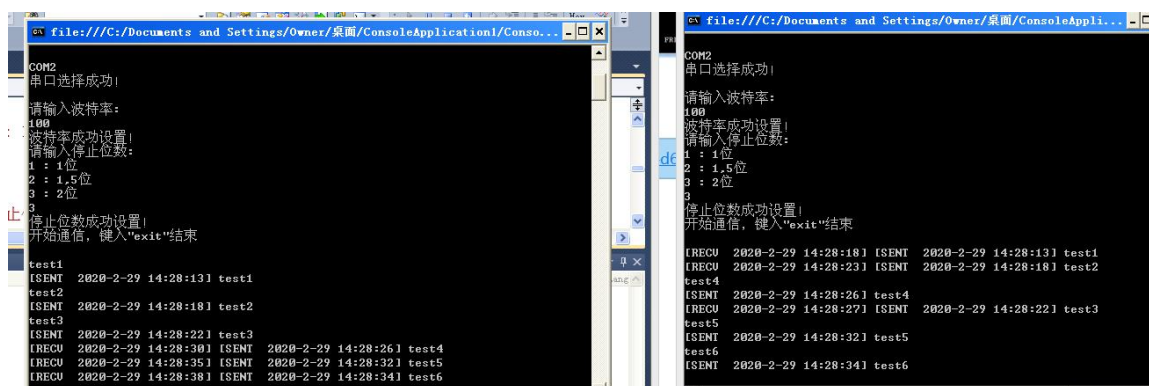 file:///C:/Documents and Settings/Owner/桌面/ConsoleApplication1/Conso...
COM2
串口选择成功!
请输入波特率:
100
波特率成功设置!
请输入停止位数:
1 : 1位
2 : 1.5位
3 : 2位
3
停止位数成功设置!
开始通信，键入"exit"结束
test1
[SENT 2020-2-29 14:28:13] test1
test2
[SENT 2020-2-29 14:28:18] test2
test3
[SENT 2020-2-29 14:28:22] test3
[RECV 2020-2-29 14:28:30] [SENT 2020-2-29 14:28:26] test4
[RECV 2020-2-29 14:28:35] [SENT 2020-2-29 14:28:32] test5
[RECV 2020-2-29 14:28:38] [SENT 2020-2-29 14:28:34] test6
file:///C:/Documents and Settings/Owner/桌面/ConsoleAppli...
COM2
串口选择成功!
请输入波特率:
100
波特率成功设置!
请输入停止位数:
1 : 1位
2 : 1.5位
3 : 2位
3
停止位数成功设置!
开始通信，键入"exit"结束
[RECV 2020-2-29 14:28:18] [SENT 2020-2-29 14:28:13] test1
[RECV 2020-2-29 14:28:23] [SENT 2020-2-29 14:28:18] test2
test4
[SENT 2020-2-29 14:28:26] test4
[RECV 2020-2-29 14:28:27] [SENT 2020-2-29 14:28:22] test3
test5
[SENT 2020-2-29 14:28:32] test5
test6
[SENT 2020-2-29 14:28:34] test6